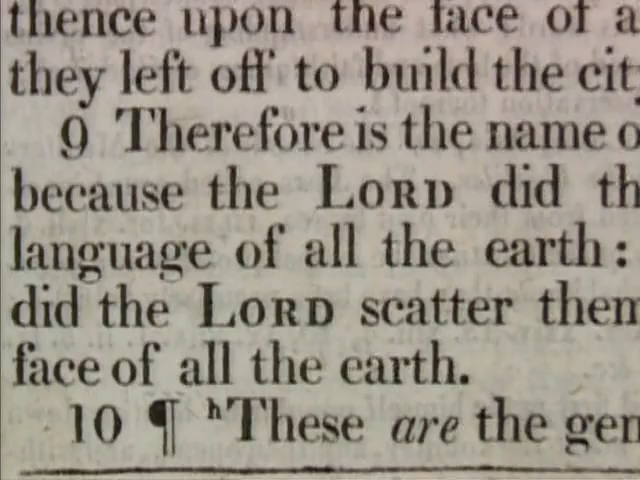 thence upon the face of a
they left off to build the cit
9 Therefore is the name o
because the LORD did th
language of all the earth:
did the LORD scatter them
face of all the earth.
10 ¶ ʰThese are the gen